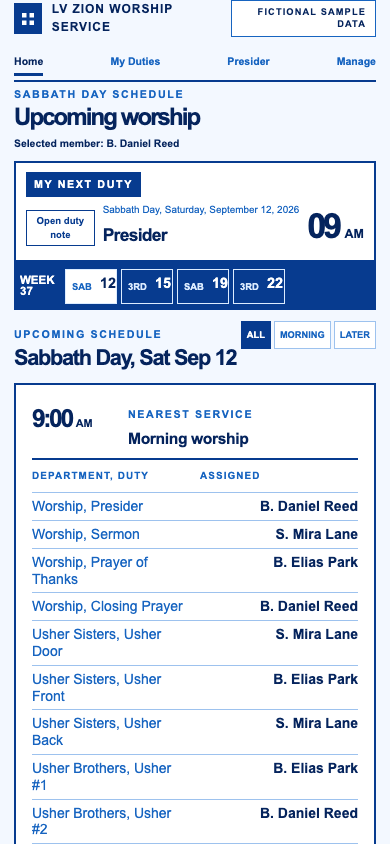 LV ZION WORSHIP
SERVICE
FICTIONAL SAMPLE
DATA
Home
My Duties
Presider
Manage
SABBATH DAY SCHEDULE
Upcoming worship
Selected member: B. Daniel Reed
MY NEXT DUTY
Open duty
note
Sabbath Day, Saturday, September 12, 2026
Presider
09 AM
WEEK
37
SAB 12
3RD 15
SAB 19
3RD 22
UPCOMING SCHEDULE
Sabbath Day, Sat Sep 12
ALL
MORNING
LATER
9:00 AM
NEAREST SERVICE
Morning worship
DEPARTMENT, DUTY ASSIGNED
Worship, Presider B. Daniel Reed
Worship, Sermon S. Mira Lane
Worship, Prayer of B. Elias Park
Thanks
Worship, Closing Prayer B. Daniel Reed
Usher Sisters, Usher S. Mira Lane
Door
Usher Sisters, Usher B. Elias Park
Front
Usher Sisters, Usher S. Mira Lane
Back
Usher Brothers, Usher B. Elias Park
#1
Usher Brothers, Usher B. Daniel Reed
#2